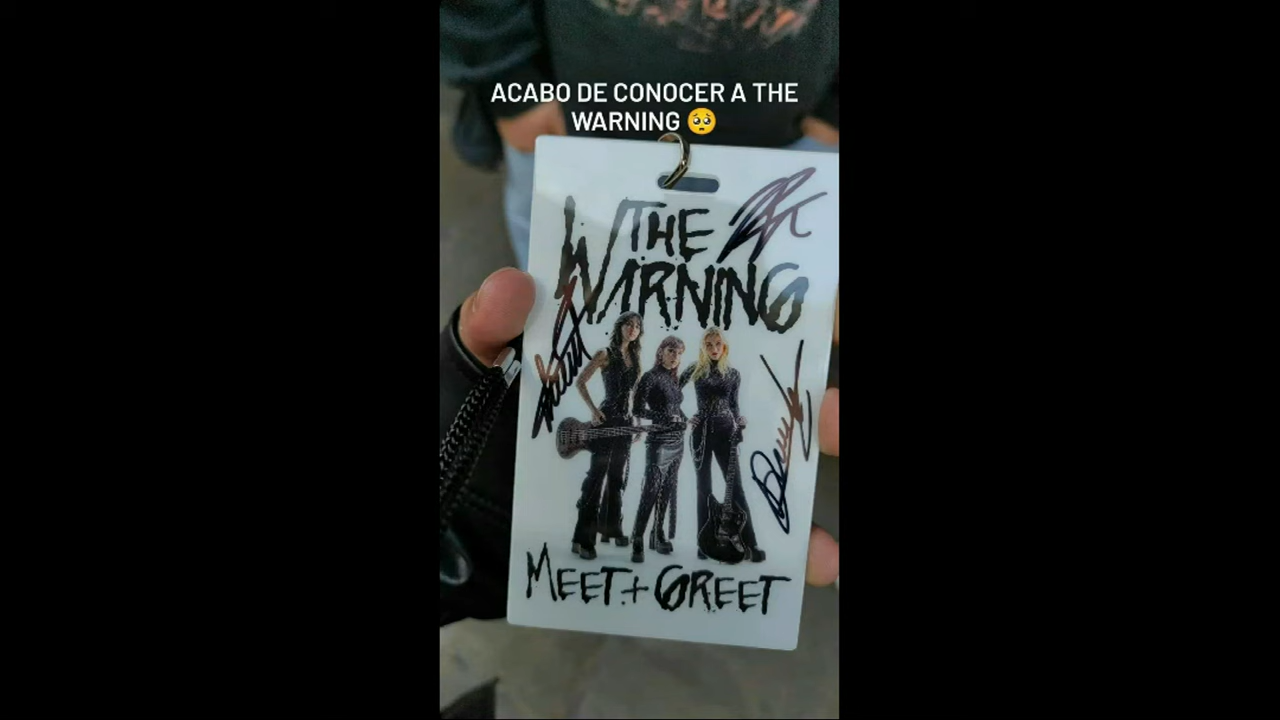 ACABO DE CONOCER A THE
WARNING 🥺
THE
WARNING
MEET + GREET